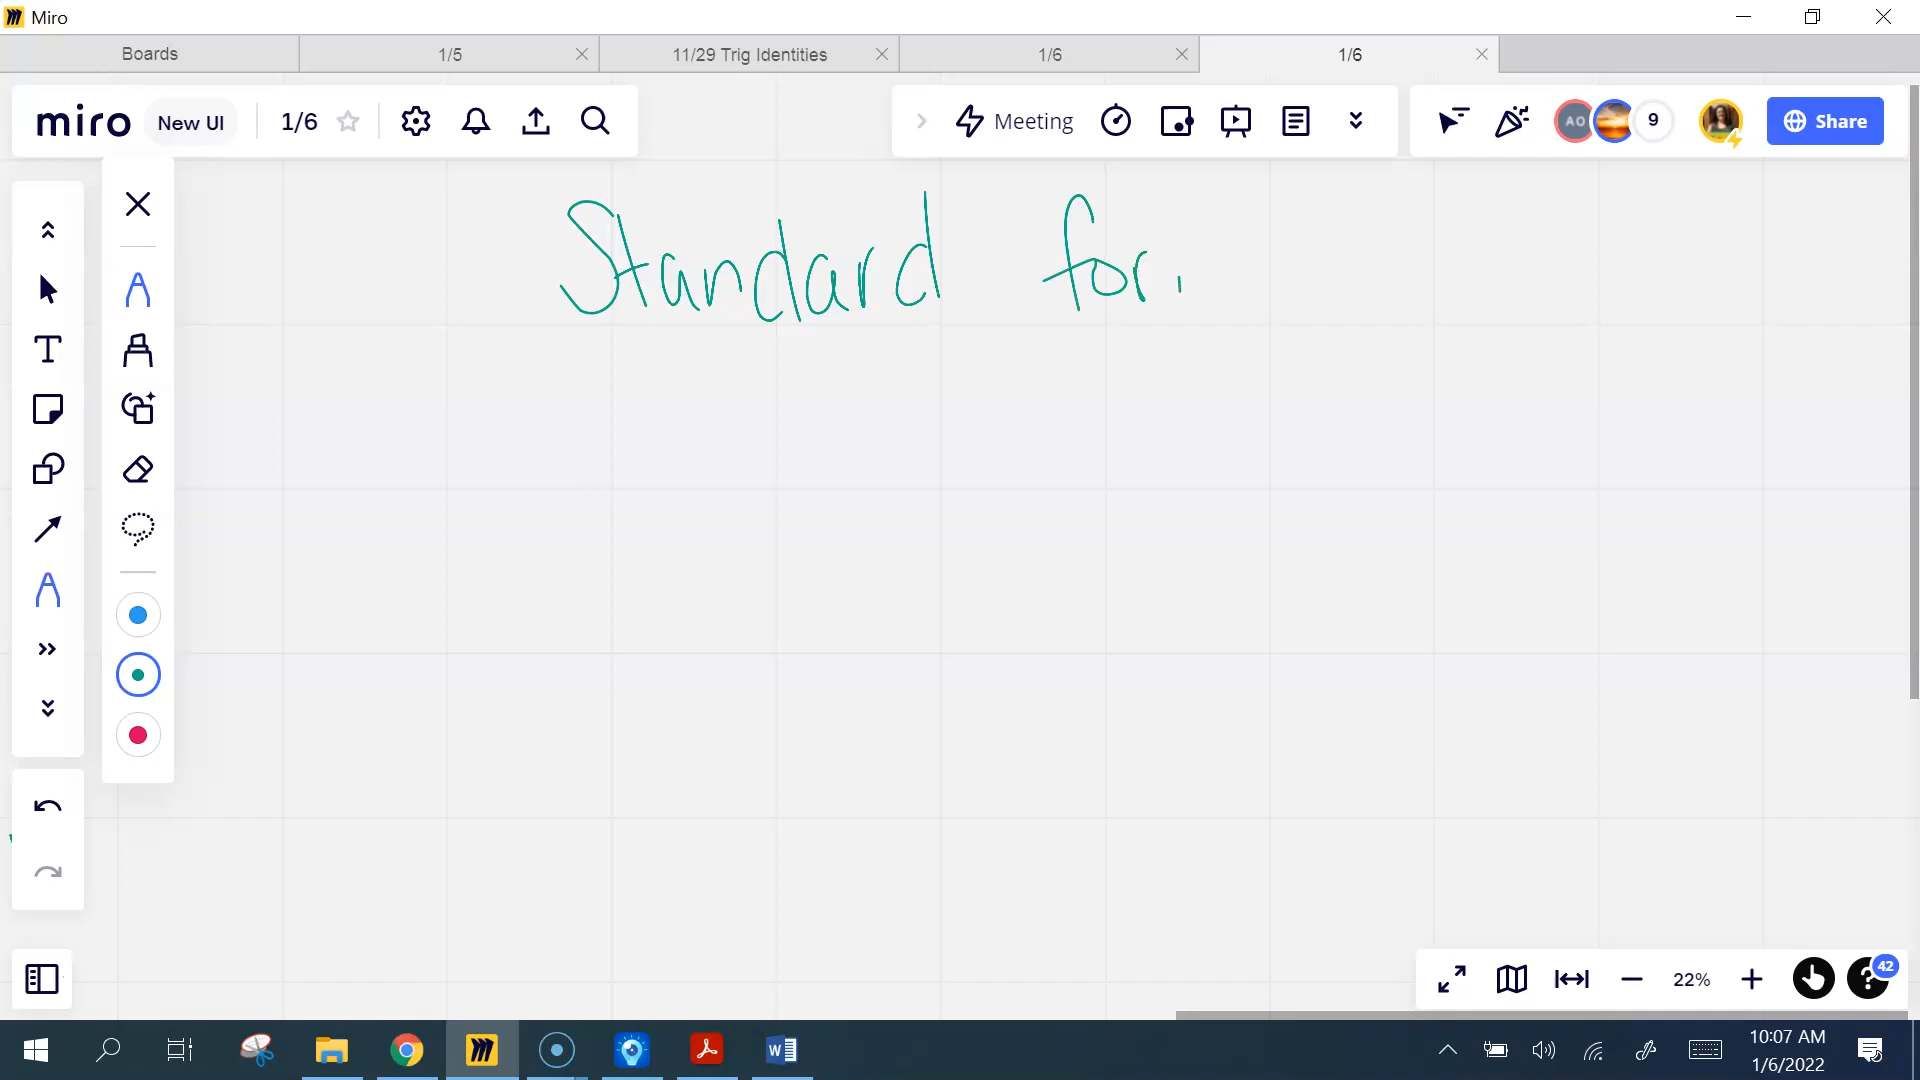 Miro
Boards
1/5
11/29 Trig Identities
1/6
1/6
miro
New UI
1/6
Meeting
AO
9
Share
Standard for
22%
42
10:07 AM
1/6/2022